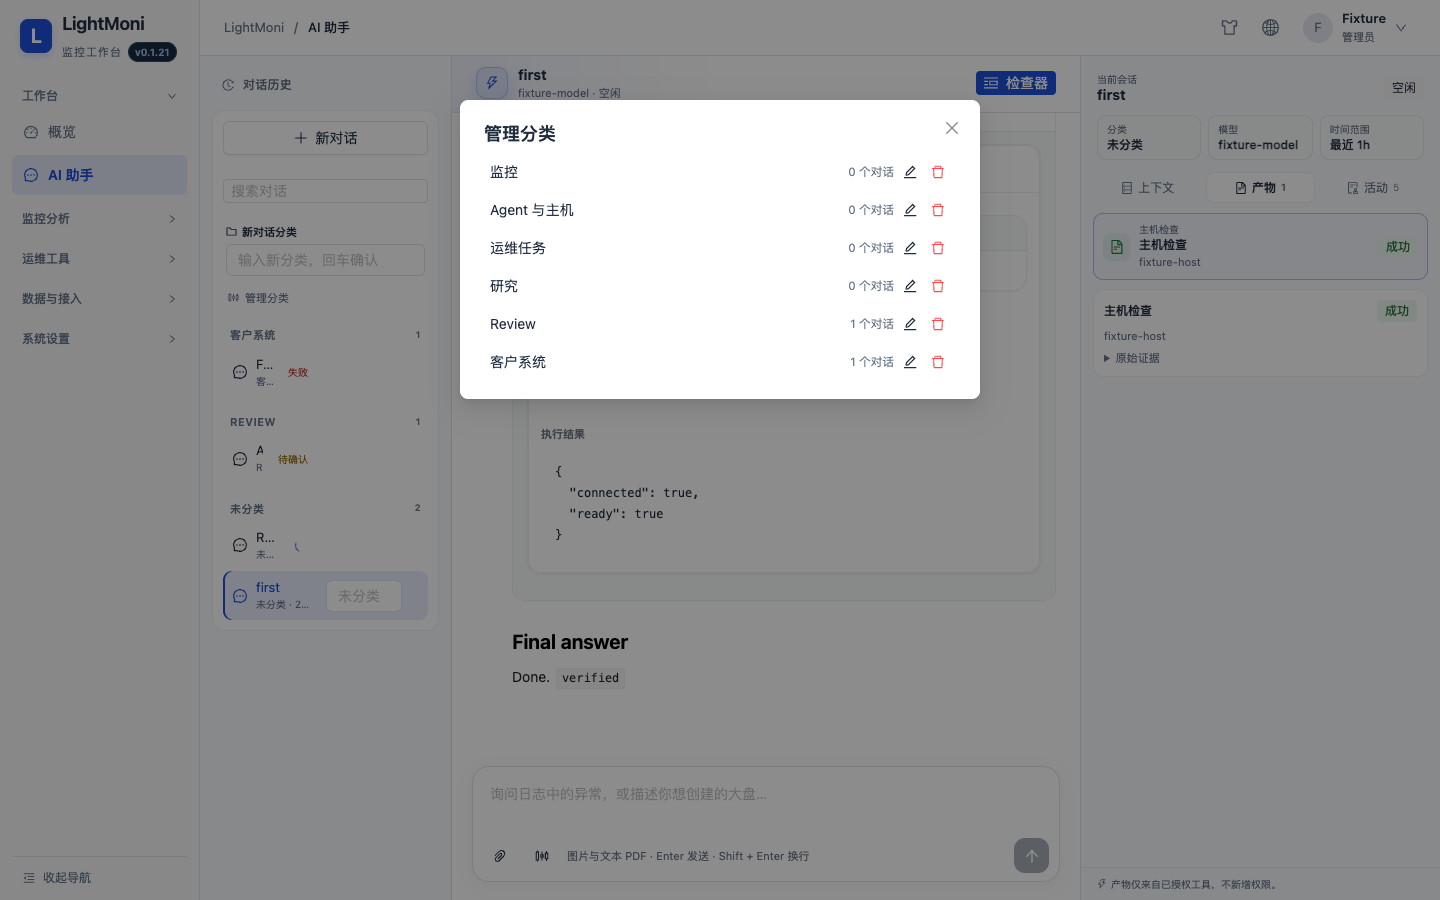 L
LightMoni
监控工作台 v0.1.21
工作台
概览
AI 助手
监控分析
运维工具
数据与接入
系统设置
收起导航
LightMoni / AI 助手
F
Fixture
管理员
对话历史
新对话
搜索对话
新对话分类
输入新分类，回车确认
管理分类
客户系统 1
F... 失败
客...
REVIEW 1
A 待确认
R
未分类 2
R...
未...
first
未分类 · 2...
未分类
first
fixture-model · 空闲
检查器
管理分类
监控 0 个对话
Agent 与主机 0 个对话
运维任务 0 个对话
研究 0 个对话
Review 1 个对话
客户系统 1 个对话
执行结果
{
"connected": true,
"ready": true
}
Final answer
Done. verified
询问日志中的异常，或描述你想创建的大盘...
图片与文本 PDF · Enter 发送 · Shift + Enter 换行
当前会话
first
空闲
分类
未分类
模型
fixture-model
时间范围
最近 1h
上下文
产物 1
活动 5
主机检查
主机检查
fixture-host
成功
主机检查
成功
fixture-host
原始证据
产物仅来自已授权工具，不新增权限。